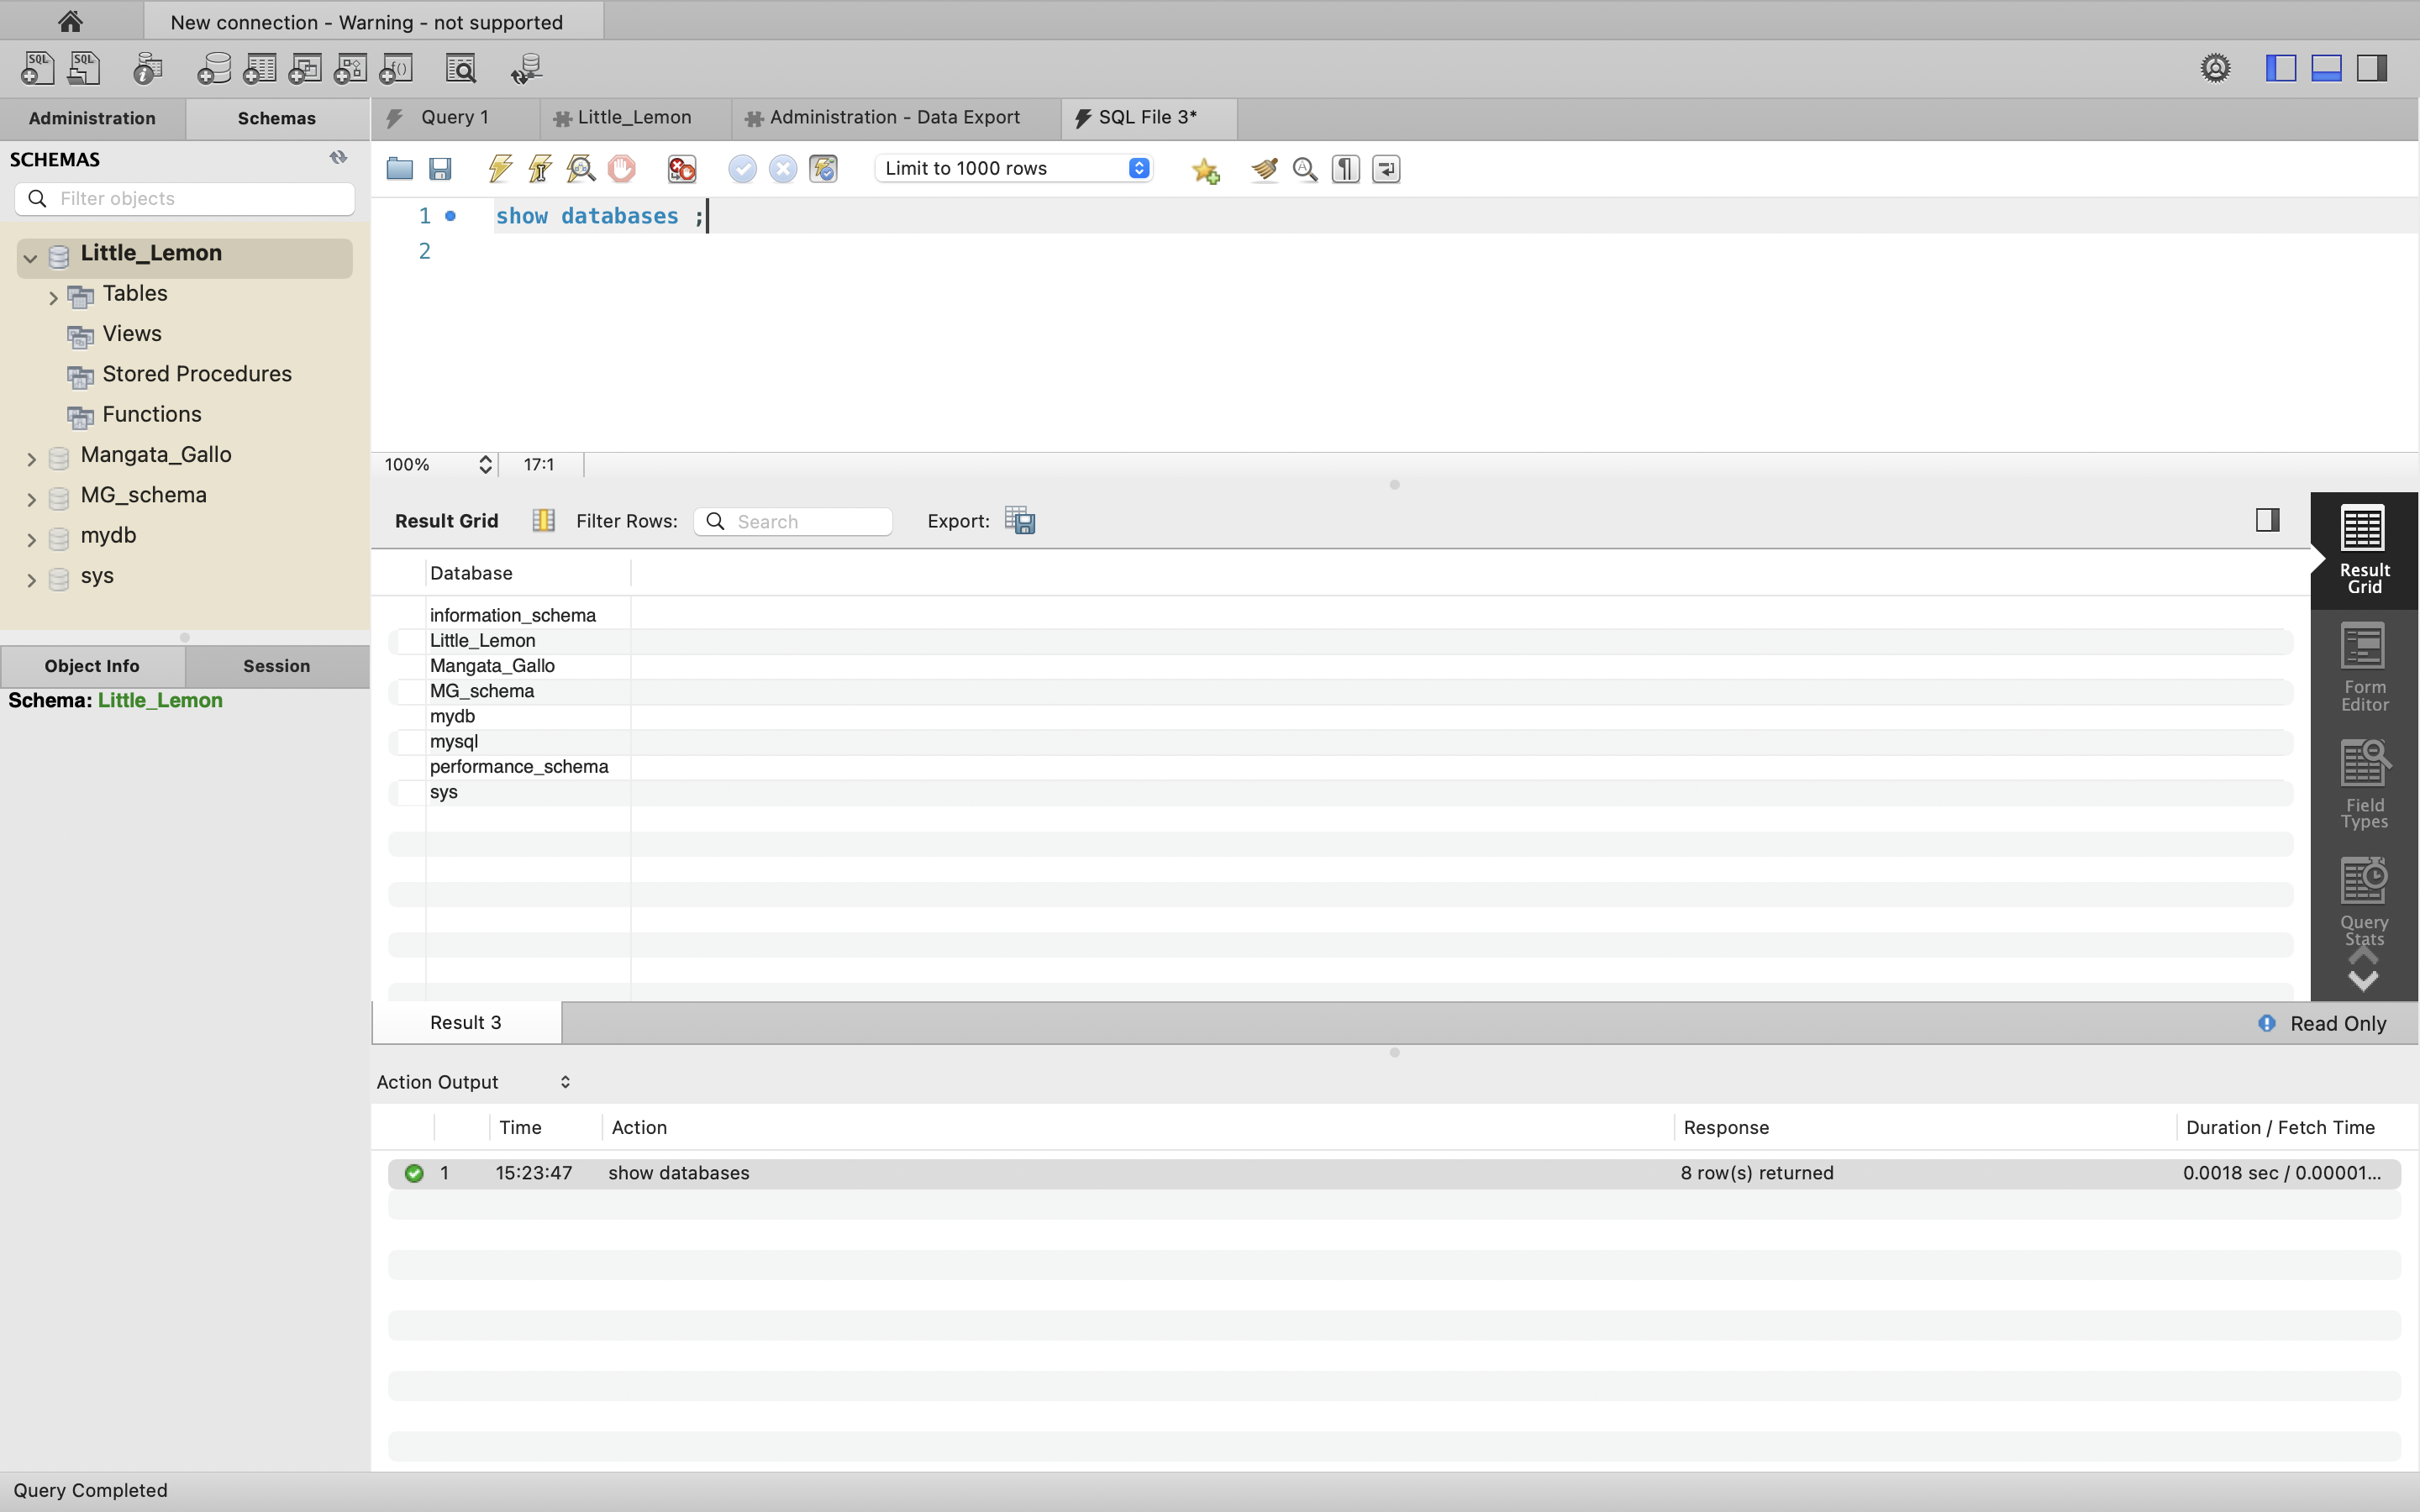 New connection - Warning - not supported
SQL SQL f()
Administration Schemas
Query 1 Little_Lemon Administration - Data Export SQL File 3*
SCHEMAS
Filter objects
Limit to 1000 rows
1 show databases ;
2
Little_Lemon
Tables
Views
Stored Procedures
Functions
Mangata_Gallo
MG_schema
mydb
sys
100% 17:1
Result Grid Filter Rows: Search Export:
Database
information_schema
Little_Lemon
Mangata_Gallo
MG_schema
mydb
mysql
performance_schema
sys
Result
Grid
Form
Editor
Field
Types
Query
Stats
Object Info Session
Schema: Little_Lemon
Result 3 Read Only
Action Output
Time Action Response Duration / Fetch Time
1 15:23:47 show databases 8 row(s) returned 0.0018 sec / 0.00001...
Query Completed